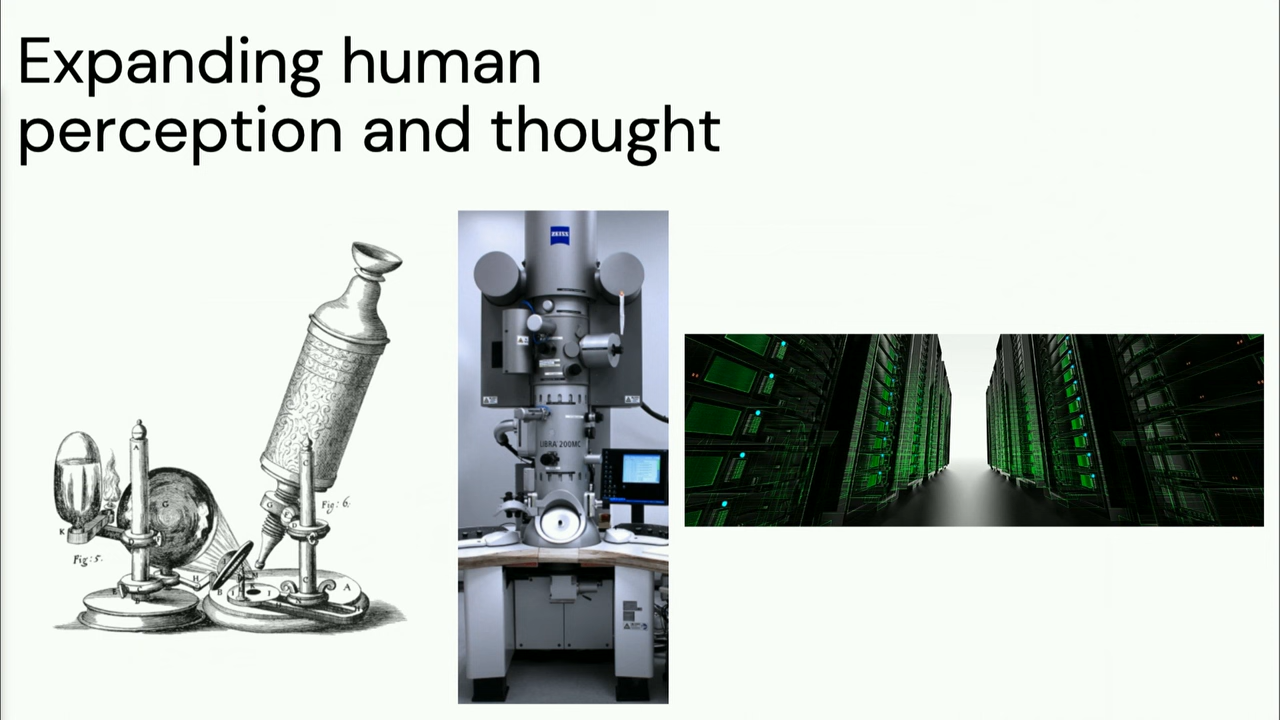 Expanding human
perception and thought
ZEISS
LIBRA 200MC
Fig: 6.
Fig: 5.
K
G
A
C
H
M
B
I
I
C
A
E